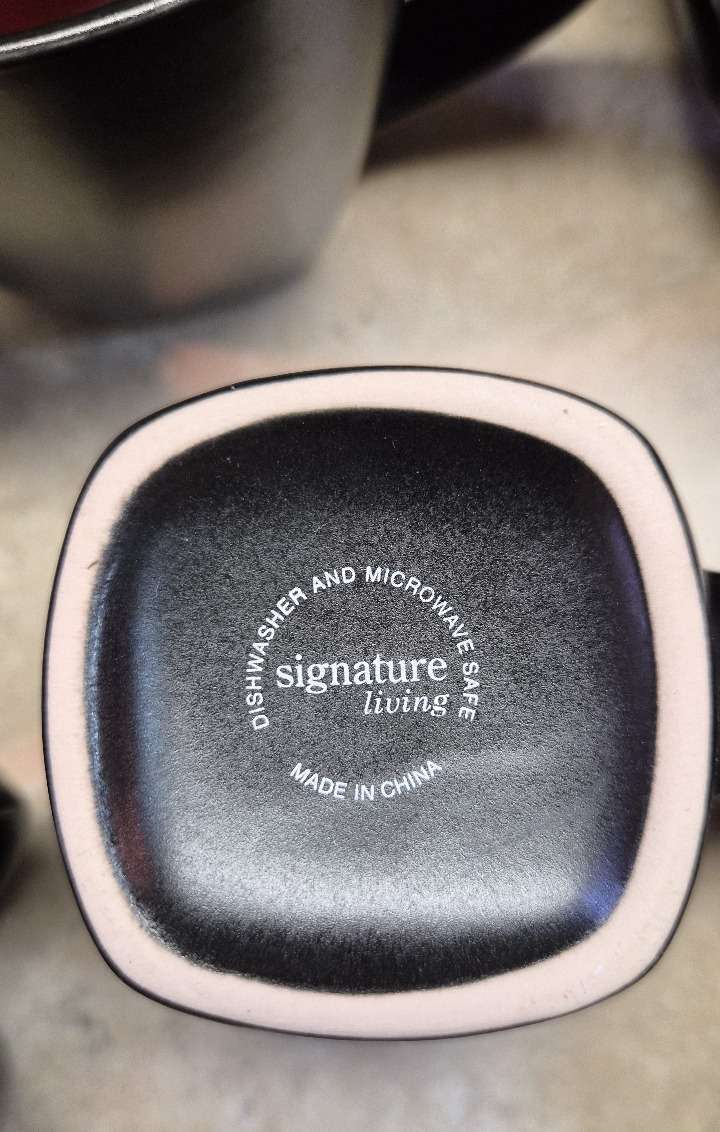 DISHWASHER AND MICROWAVE SAFE
signature
living
MADE IN CHINA